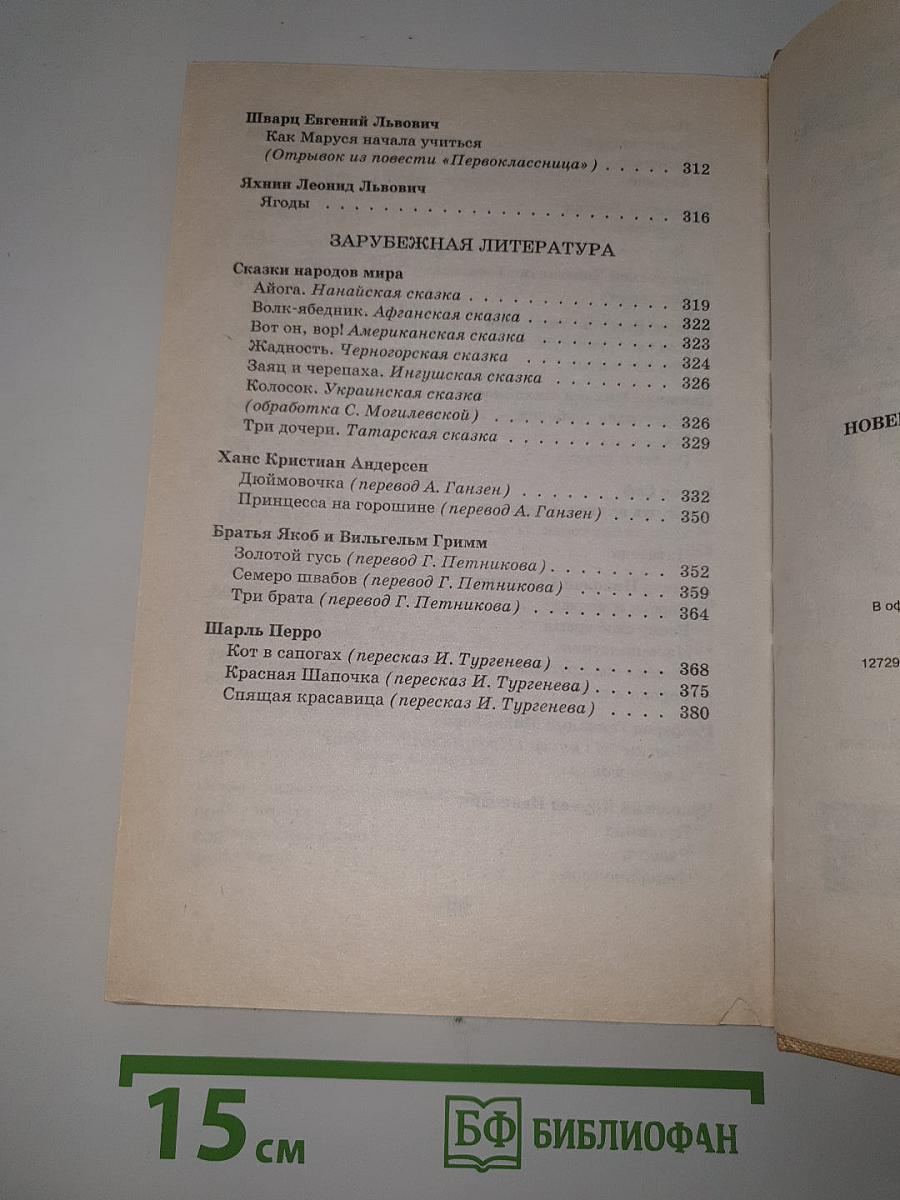 Шварц Евгений Львович
Как Маруся начала учиться
(Отрывок из повести «Первоклассница») . . . . . 312
Яхнин Леонид Львович
Ягоды . . . . . . . . . . . . . . . . . . . . . . . . 316
ЗАРУБЕЖНАЯ ЛИТЕРАТУРА
Сказки народов мира
Айога. Нанайская сказка . . . . . . . . . . . . . . 319
Волк-ябедник. Афганская сказка . . . . . . . . . . 322
Вот он, вор! Американская сказка . . . . . . . . . 323
Жадность. Черногорская сказка . . . . . . . . . . 324
Заяц и черепаха. Ингушская сказка . . . . . . . . 326
Колосок. Украинская сказка
(обработка С. Могилевской) . . . . . . . . . . . . 326
Три дочери. Татарская сказка . . . . . . . . . . . 329
Ханс Кристиан Андерсен
Дюймовочка (перевод А. Ганзен) . . . . . . . . . . 332
Принцесса на горошине (перевод А. Ганзен) . . . . 350
Братья Якоб и Вильгельм Гримм
Золотой гусь (перевод Г. Петникова) . . . . . . . . 352
Семеро швабов (перевод Г. Петникова) . . . . . . 359
Три брата (перевод Г. Петникова) . . . . . . . . . 364
Шарль Перро
Кот в сапогах (пересказ И. Тургенева) . . . . . . . 368
Красная Шапочка (пересказ И. Тургенева) . . . . . 375
Спящая красавица (пересказ И. Тургенева) . . . . 380
НОВЕ
В оф
12729
15 см
БФ БИБЛИОФАН